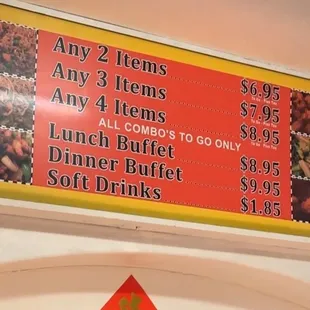 Any 2 Items $6.95
Any 3 Items $7.95
Any 4 Items $8.95
ALL COMBO'S TO GO ONLY
Lunch Buffet $8.95
Dinner Buffet $9.95
Soft Drinks $1.85